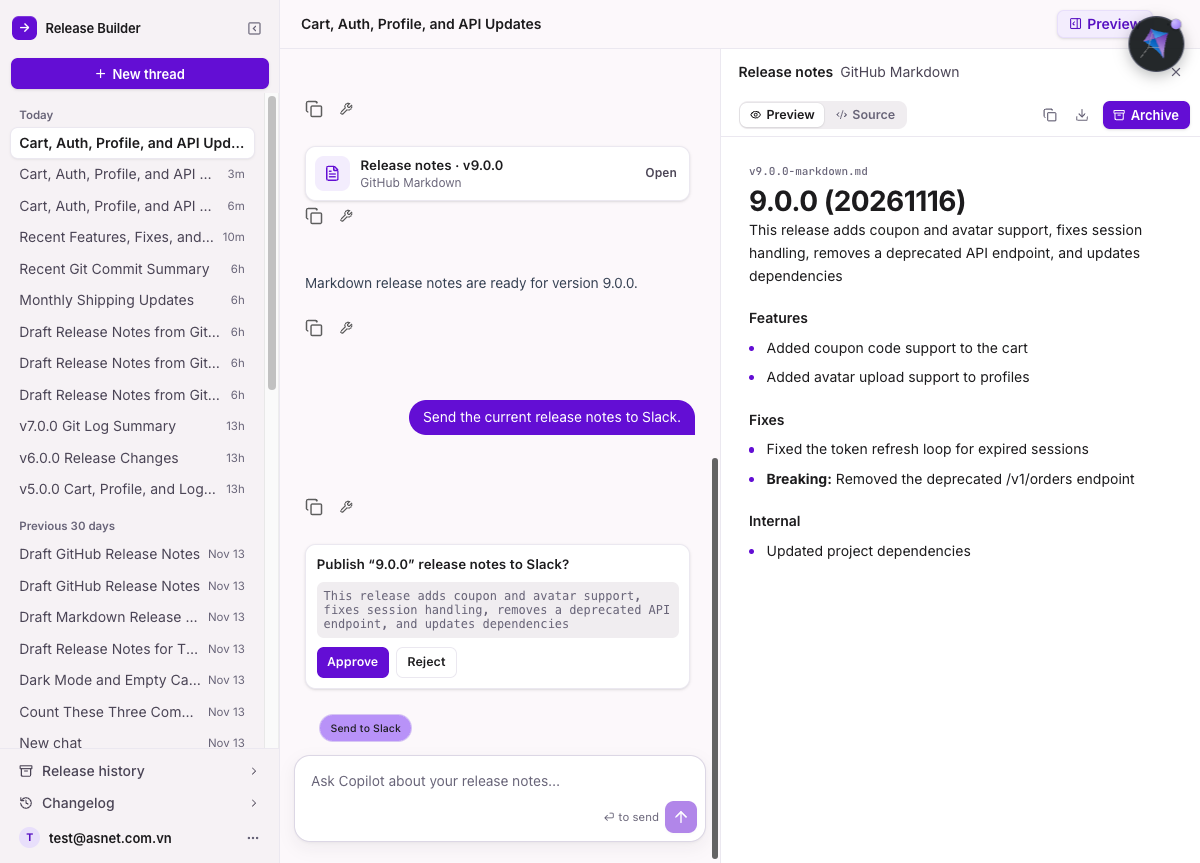 Release Builder
New thread
Today
Cart, Auth, Profile, and API Upd...
Cart, Auth, Profile, and API ... 3m
Cart, Auth, Profile, and API ... 6m
Recent Features, Fixes, and... 10m
Recent Git Commit Summary 6h
Monthly Shipping Updates 6h
Draft Release Notes from Git... 6h
Draft Release Notes from Git... 6h
Draft Release Notes from Git... 6h
v7.0.0 Git Log Summary 13h
v6.0.0 Release Changes 13h
v5.0.0 Cart, Profile, and Log... 13h
Previous 30 days
Draft GitHub Release Notes Nov 13
Draft GitHub Release Notes Nov 13
Draft Markdown Release ... Nov 13
Draft Release Notes for T... Nov 13
Dark Mode and Empty Ca... Nov 13
Count These Three Com... Nov 13
New chat Nov 13
Release history
Changelog
T test@asnet.com.vn
Cart, Auth, Profile, and API Updates
Preview
Release notes · v9.0.0
GitHub Markdown
Open
Markdown release notes are ready for version 9.0.0.
Send the current release notes to Slack.
Publish “9.0.0” release notes to Slack?
This release adds coupon and avatar support,
fixes session handling, removes a deprecated API
endpoint, and updates dependencies
Approve Reject
Send to Slack
Ask Copilot about your release notes...
to send
Release notes GitHub Markdown
Preview Source
Archive
v9.0.0-markdown.md
9.0.0 (20261116)
This release adds coupon and avatar support, fixes session
handling, removes a deprecated API endpoint, and updates
dependencies
Features
Added coupon code support to the cart
Added avatar upload support to profiles
Fixes
Fixed the token refresh loop for expired sessions
Breaking: Removed the deprecated /v1/orders endpoint
Internal
Updated project dependencies